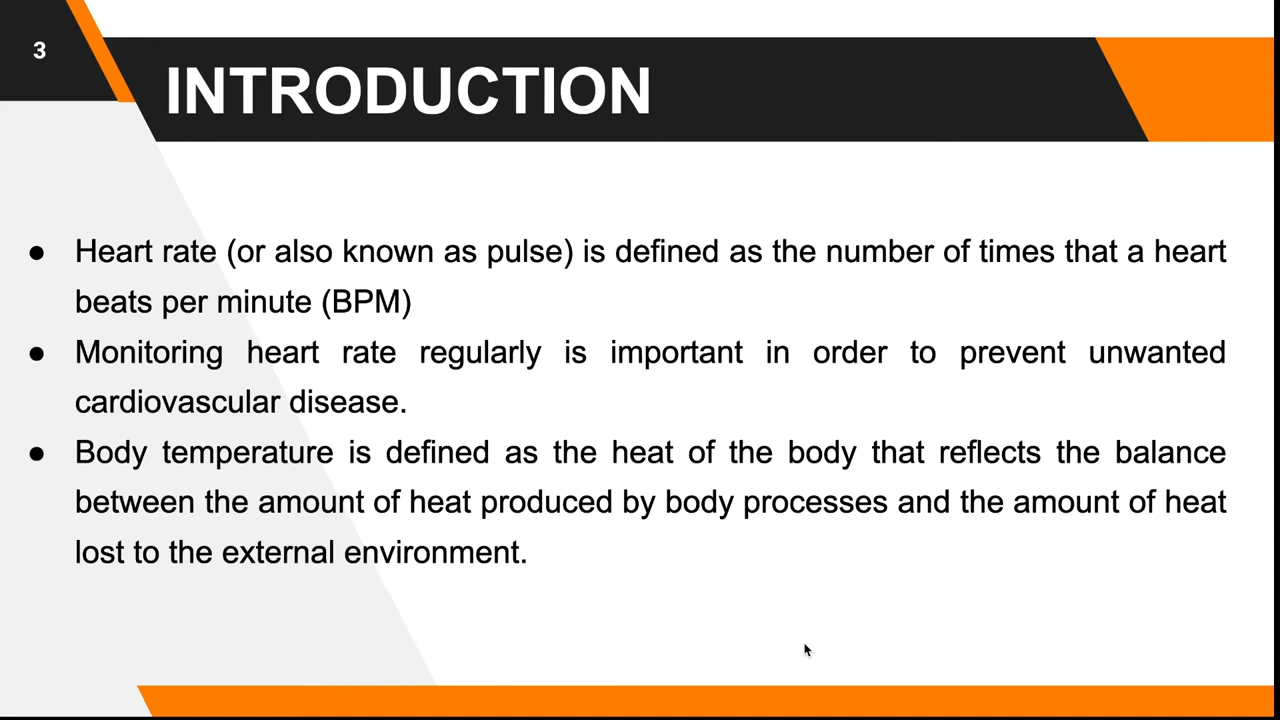 3
INTRODUCTION
● Heart rate (or also known as pulse) is defined as the number of times that a heart
beats per minute (BPM)
● Monitoring heart rate regularly is important in order to prevent unwanted
cardiovascular disease.
● Body temperature is defined as the heat of the body that reflects the balance
between the amount of heat produced by body processes and the amount of heat
lost to the external environment.